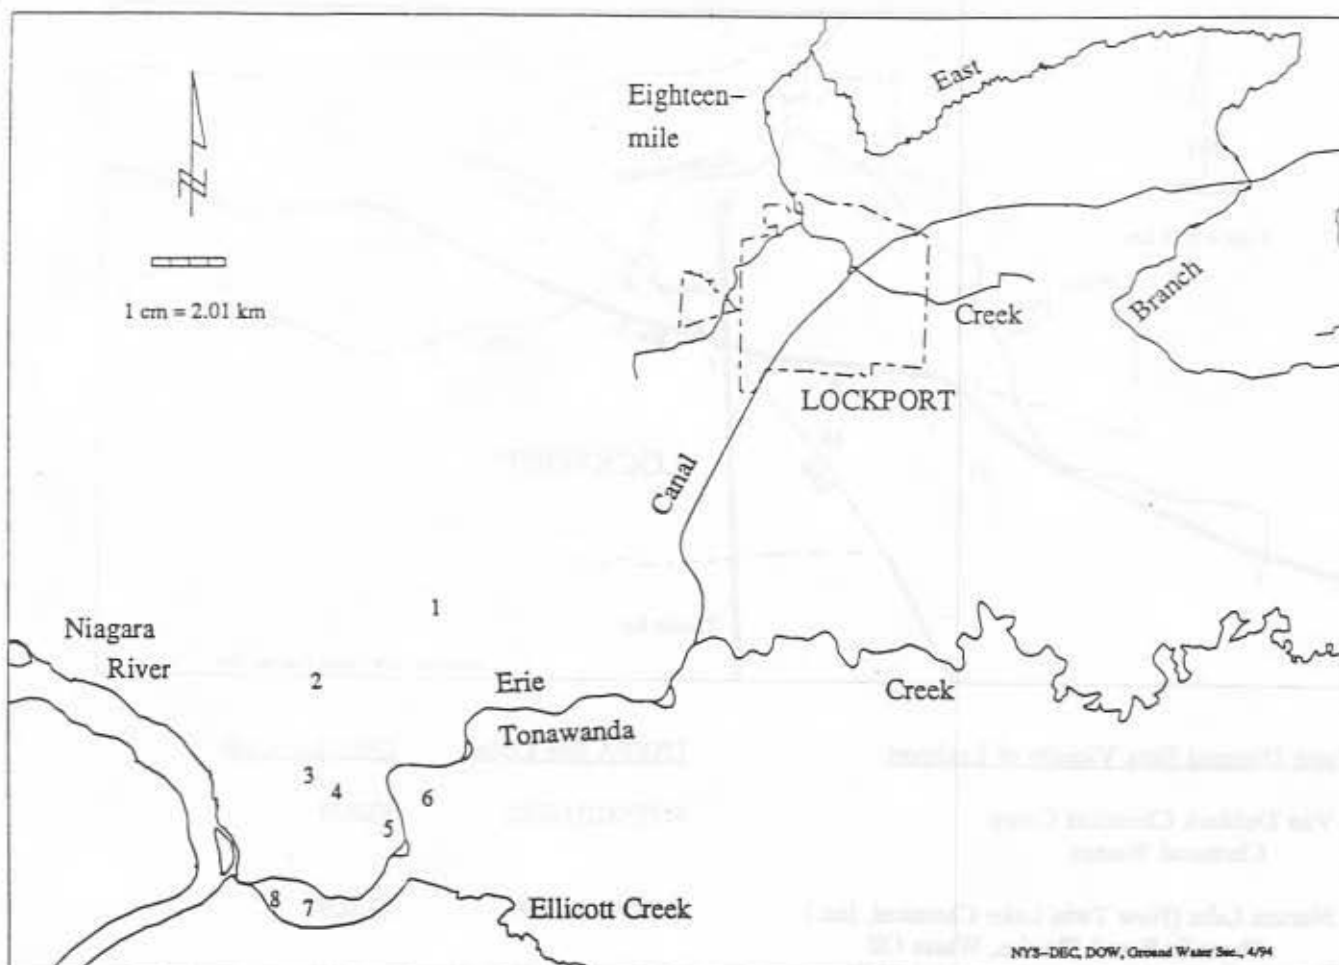 East
Eighteen–
mile
1 cm = 2.01 km
Branch
Creek
LOCKPORT
Canal
1
Niagara
River
2
Erie
Creek
Tonawanda
3
4
6
5
8
7
Ellicott Creek
NYS–DEC, DOW, Ground Water Sec., 4/94